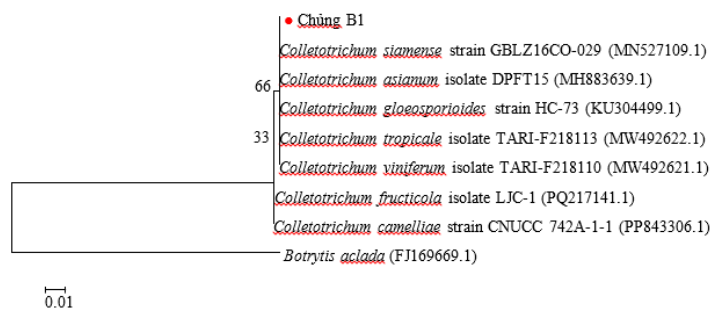 Chủng B1
Colletotrichum siamense strain GBLZ16CO-029 (MN527109.1)
Colletotrichum asianum isolate DPFT15 (MH883639.1)
66
Colletotrichum gloeosporioides strain HC-73 (KU304499.1)
33
Colletotrichum tropicale isolate TARI-F218113 (MW492622.1)
Colletotrichum viniferum isolate TARI-F218110 (MW492621.1)
Colletotrichum fructicola isolate LJC-1 (PQ217141.1)
Colletotrichum camelliae strain CNUCC 742A-1-1 (PP843306.1)
Botrytis aclada (FJ169669.1)
0.01